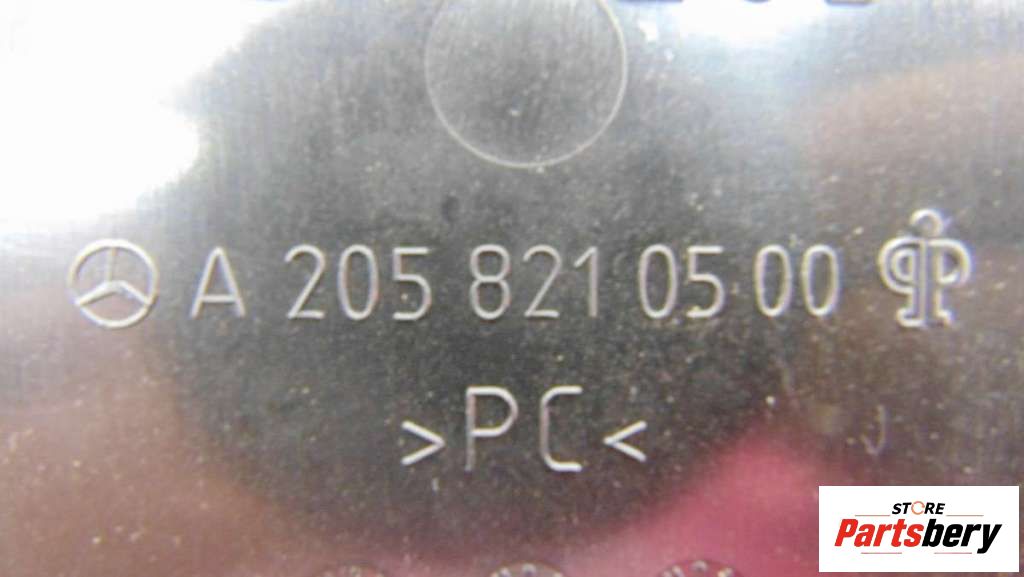 A 205 821 05 00
>PC<
STORE
Partsbery